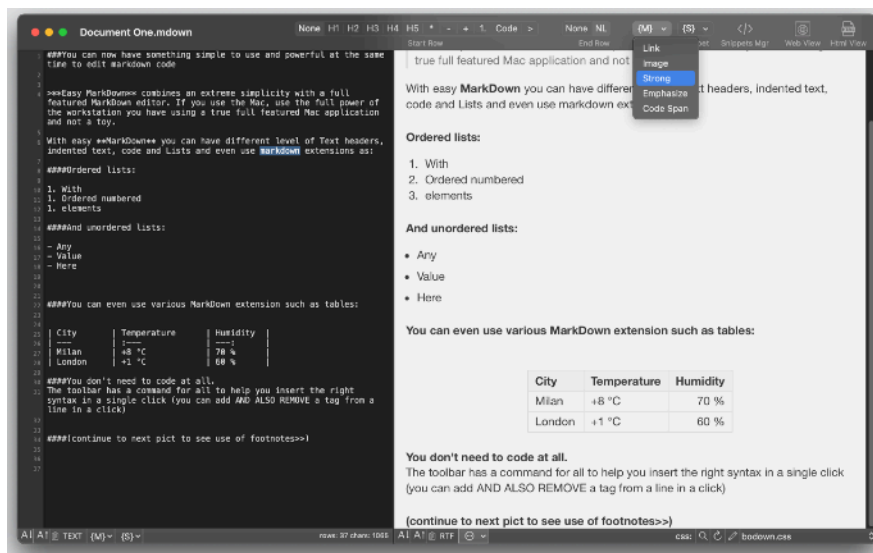 Document One.mdown
None H1 H2 H3 H4 H5 * - + 1. Code >
None NL
{M} {S} </>
Start Row
End Row
Snippets Mgr
Web View
Html View
Link
Image
Strong
Emphasize
Code Span
###You can now have something simple to use and powerful at the same
time to edit markdown code
>**Easy MarkDown** combines an extreme simplicity with a full
featured MarkDown editor. If you use the Mac, use the full power of
the workstation you have using a true full featured Mac application
and not a toy.
With easy **MarkDown** you can have different level of Text headers,
indented text, code and Lists and even use markdown extensions as:
####Ordered lists:
1. With
1. Ordered numbered
1. elements
####And unordered lists:
- Any
- Value
- Here
####You can even use various MarkDown extension such as tables:
| City | Temperature | Humidity |
| --- | :--- | ---: |
| Milan | +8 °C | 70 % |
| London | +1 °C | 60 % |
####You don't need to code at all.
The toolbar has a command for all to help you insert the right
syntax in a single click (you can add AND ALSO REMOVE a tag from a
line in a click)
####(continue to next pict to see use of footnotes>>)
true full featured Mac application and not
With easy MarkDown you can have differen xt headers, indented text,
code and Lists and even use markdown ext
Ordered lists:
1. With
2. Ordered numbered
3. elements
And unordered lists:
• Any
• Value
• Here
You can even use various MarkDown extension such as tables:
City Temperature Humidity
Milan +8 °C 70 %
London +1 °C 60 %
You don't need to code at all.
The toolbar has a command for all to help you insert the right syntax in a single click
(you can add AND ALSO REMOVE a tag from a line in a click)
(continue to next pict to see use of footnotes>>)
TEXT {M} {S}
rows: 37 chars: 1065
RTF
css: bodown.css